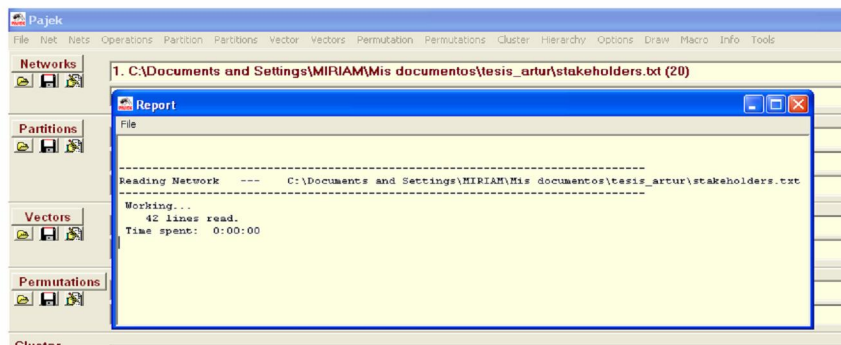 Pajek
File Net Nets Operations Partition Partitions Vector Vectors Permutation Permutations Cluster Hierarchy Options Draw Macro Info Tools
Networks
1. C:\Documents and Settings\MIRIAM\Mis documentos\tesis_artur\stakeholders.txt (20)
Report
File
Partitions
Reading Network --- C:\Documents and Settings\MIRIAM\Mis documentos\tesis_artur\stakeholders.txt
Working...
42 lines read.
Time spent: 0:00:00
Vectors
Permutations